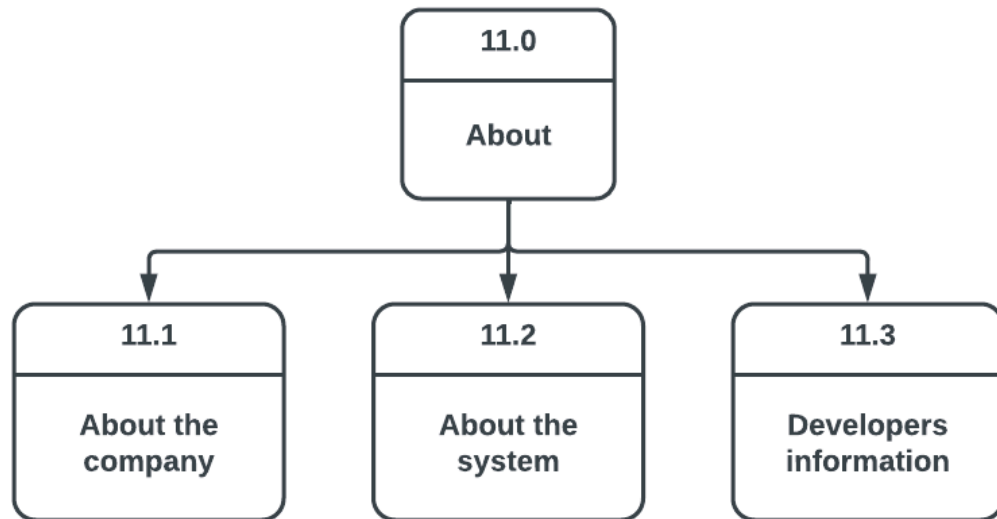 11.0
About
11.1
About the
company
11.2
About the
system
11.3
Developers
information